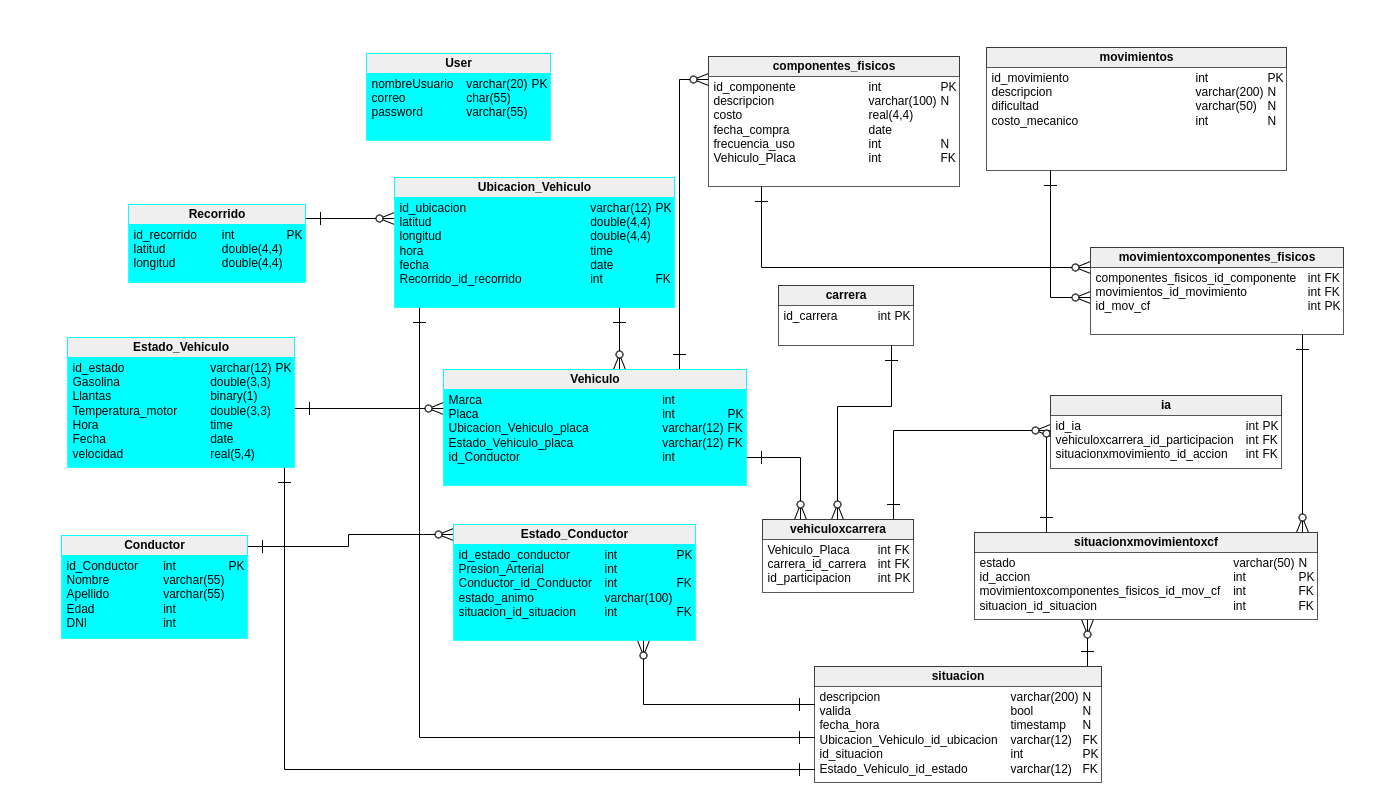 User
nombreUsuario varchar(20) PK
correo char(55)
password varchar(55)
componentes_fisicos
id_componente int PK
descripcion varchar(100) N
costo real(4,4)
fecha_compra date
frecuencia_uso int N
Vehiculo_Placa int FK
movimientos
id_movimiento int PK
descripcion varchar(200) N
dificultad varchar(50) N
costo_mecanico int N
Recorrido
id_recorrido int PK
latitud double(4,4)
longitud double(4,4)
Ubicacion_Vehiculo
id_ubicacion varchar(12) PK
latitud double(4,4)
longitud double(4,4)
hora time
fecha date
Recorrido_id_recorrido int FK
movimientoxcomponentes_fisicos
componentes_fisicos_id_componente int FK
movimientos_id_movimiento int FK
id_mov_cf int PK
carrera
id_carrera int PK
Estado_Vehiculo
id_estado varchar(12) PK
Gasolina double(3,3)
Llantas binary(1)
Temperatura_motor double(3,3)
Hora time
Fecha date
velocidad real(5,4)
Vehiculo
Marca int
Placa int PK
Ubicacion_Vehiculo_placa varchar(12) FK
Estado_Vehiculo_placa varchar(12) FK
id_Conductor int
ia
id_ia int PK
vehiculoxcarrera_id_participacion int FK
situacionxmovimiento_id_accion int FK
Conductor
id_Conductor int PK
Nombre varchar(55)
Apellido varchar(55)
Edad int
DNI int
Estado_Conductor
id_estado_conductor int PK
Presion_Arterial int
Conductor_id_Conductor int FK
estado_animo varchar(100)
situacion_id_situacion int FK
vehiculoxcarrera
Vehiculo_Placa int FK
carrera_id_carrera int FK
id_participacion int PK
situacionxmovimientoxcf
estado varchar(50) N
id_accion int PK
movimientoxcomponentes_fisicos_id_mov_cf int FK
situacion_id_situacion int FK
situacion
descripcion varchar(200) N
valida bool N
fecha_hora timestamp N
Ubicacion_Vehiculo_id_ubicacion varchar(12) FK
id_situacion int PK
Estado_Vehiculo_id_estado varchar(12) FK